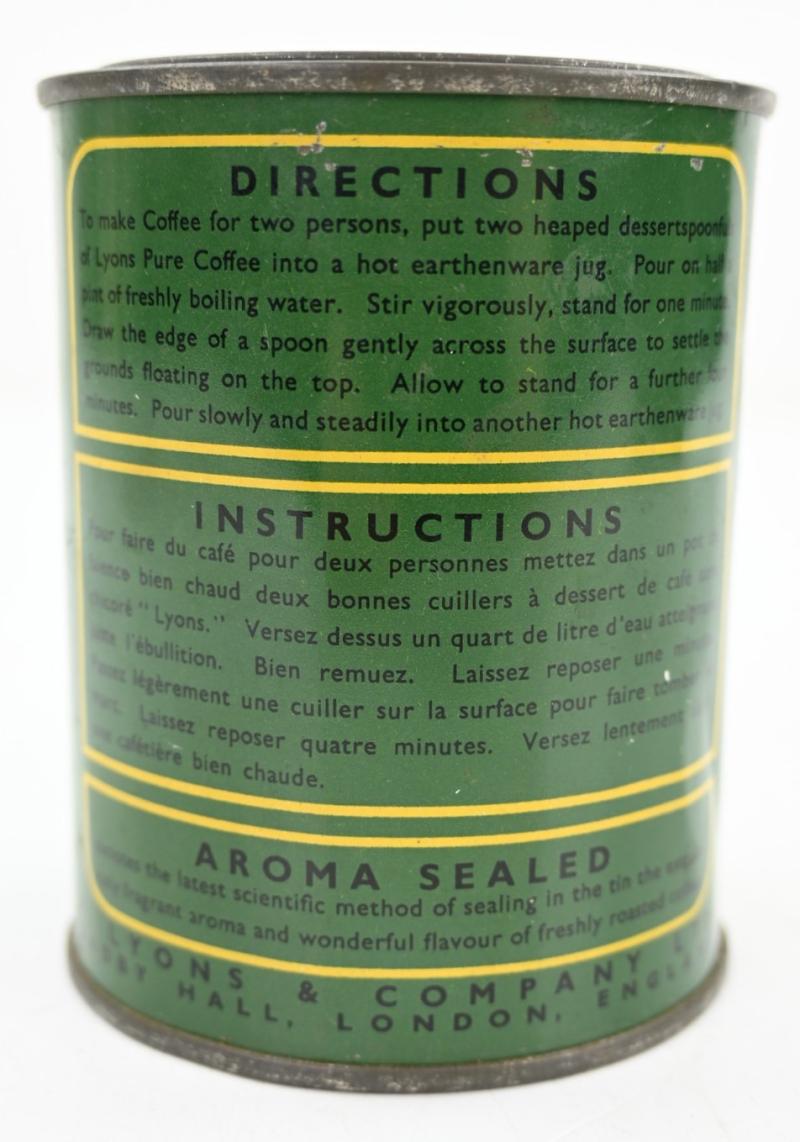 DIRECTIONS
To make Coffee for two persons, put two heaped dessertspoonfuls
of Lyons Pure Coffee into a hot earthenware jug. Pour on half
pint of freshly boiling water. Stir vigorously, stand for one minute.
Draw the edge of a spoon gently across the surface to settle the
grounds floating on the top. Allow to stand for a further four
minutes. Pour slowly and steadily into another hot earthenware jug.
INSTRUCTIONS
Pour faire du café pour deux personnes mettez dans un pot
bien chaud deux bonnes cuillers à dessert de café
"Lyons." Versez dessus un quart de litre d'eau
l'ébullition. Bien remuez. Laissez reposer une
légèrement une cuiller sur la surface pour faire
Laissez reposer quatre minutes. Versez lentement
cafétière bien chaude.
AROMA SEALED
the latest scientific method of sealing in the tin the
fragrant aroma and wonderful flavour of freshly roasted
LYONS & COMPANY
HALL, LONDON,